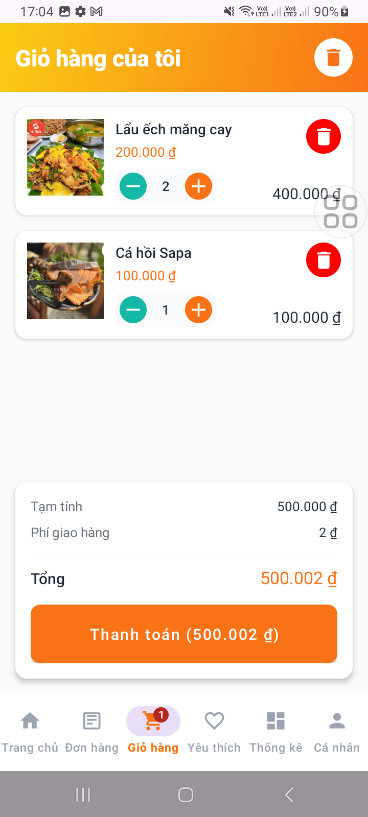 17:04 90%
Giỏ hàng của tôi
Lẩu ếch măng cay
200.000 ₫
2
400.000 ₫
Cá hồi Sapa
100.000 ₫
1
100.000 ₫
Tạm tính 500.000 ₫
Phí giao hàng 2 ₫
Tổng 500.002 ₫
Thanh toán (500.002 ₫)
1
Trang chủ Đơn hàng Giỏ hàng Yêu thích Thống kê Cá nhân